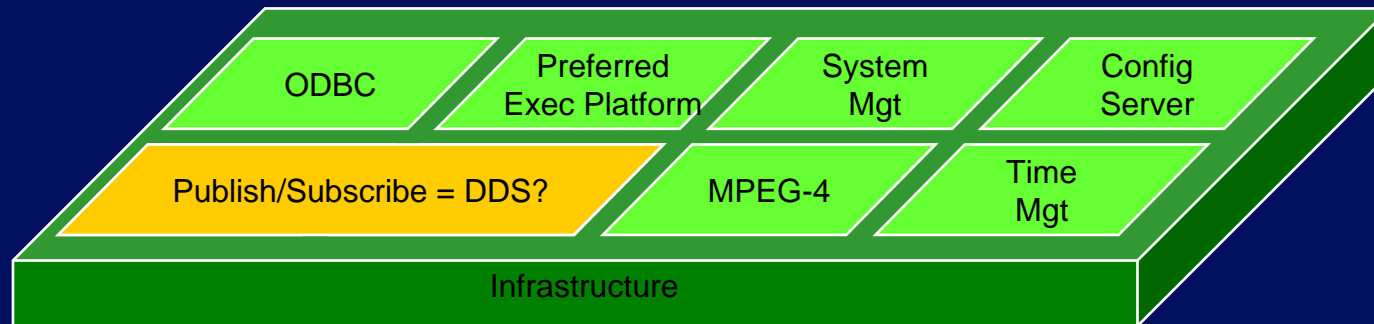 ODBC
Preferred
Exec Platform
System
Mgt
Config
Server
Publish/Subscribe = DDS?
MPEG-4
Time
Mgt
Infrastructure